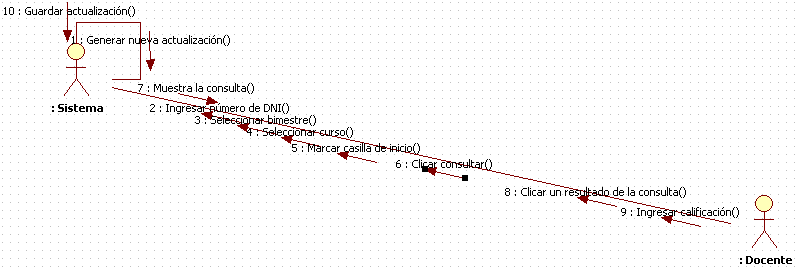 10 : Guardar actualización()
1 : Generar nueva actualización()
7 : Muestra la consulta()
: Sistema
2 : Ingresar número de DNI()
3 : Seleccionar bimestre()
4 : Seleccionar curso()
5 : Marcar casilla de inicio()
6 : Clicar consultar()
8 : Clicar un resultado de la consulta()
9 : Ingresar calificación()
: Docente